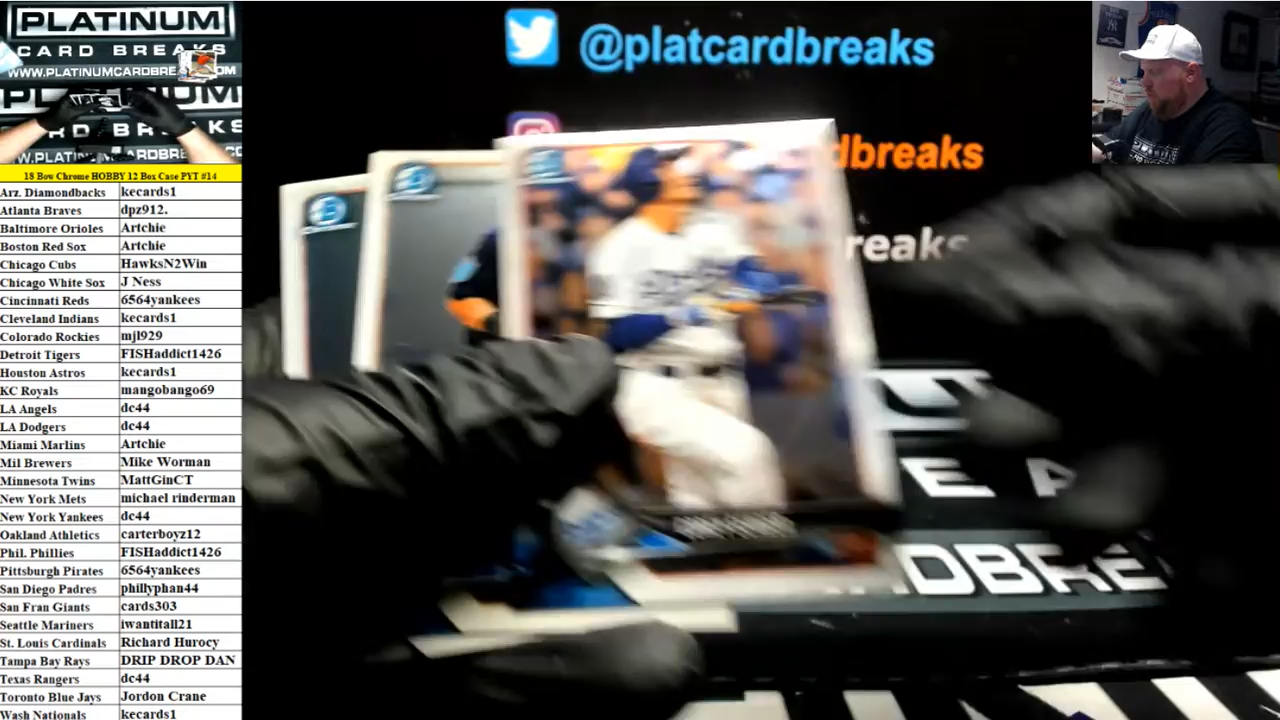 PLATINUM
CARD BREAKS
WWW.PLATINUMCARDBRE
OM
18 Bow Chrome HOBBY 12 Box Case PYT #14
Arz. Diamondbacks kecards1
Atlanta Braves dpz912.
Baltimore Orioles Artchie
Boston Red Sox Artchie
Chicago Cubs HawksN2Win
Chicago White Sox J Ness
Cincinnati Reds 6564yankees
Cleveland Indians kecards1
Colorado Rockies mjl929
Detroit Tigers FISHaddict1426
Houston Astros kecards1
KC Royals mangobango69
LA Angels dc44
LA Dodgers dc44
Miami Marlins Artchie
Mil Brewers Mike Worman
Minnesota Twins MattGinCT
New York Mets michael rinderman
New York Yankees dc44
Oakland Athletics carterboyz12
Phil. Phillies FISHaddict1426
Pittsburgh Pirates 6564yankees
San Diego Padres phillyphan44
San Fran Giants cards303
Seattle Mariners iwantitall21
St. Louis Cardinals Richard Hurocy
Tampa Bay Rays DRIP DROP DAN
Texas Rangers dc44
Toronto Blue Jays Jordon Crane
Wash Nationals kecards1
@platcardbreaks
dbreaks
reaks
E A
RDBRE